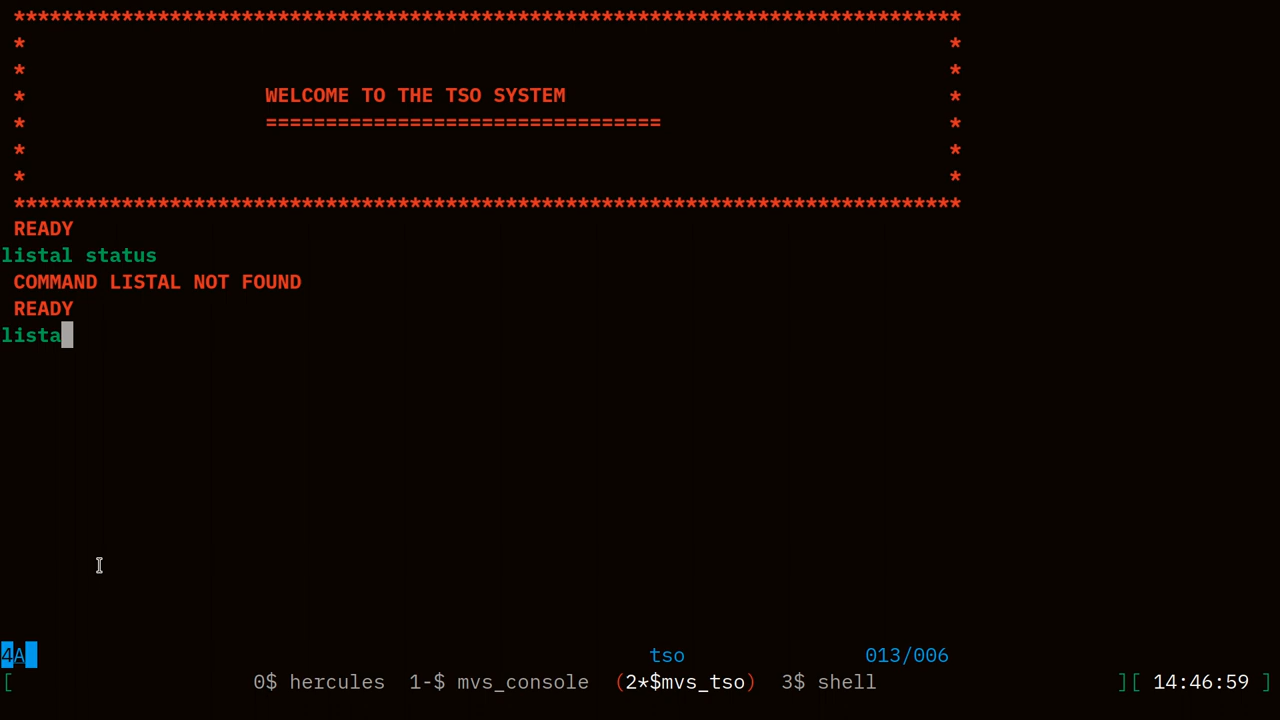 *******************************************************************************
* *
* *
* WELCOME TO THE TSO SYSTEM *
* ================================= *
* *
* *
*******************************************************************************
READY
listal status
COMMAND LISTAL NOT FOUND
READY
lista
4A tso 013/006
[ 0$ hercules 1-$ mvs_console (2*$mvs_tso) 3$ shell ][ 14:46:59 ]